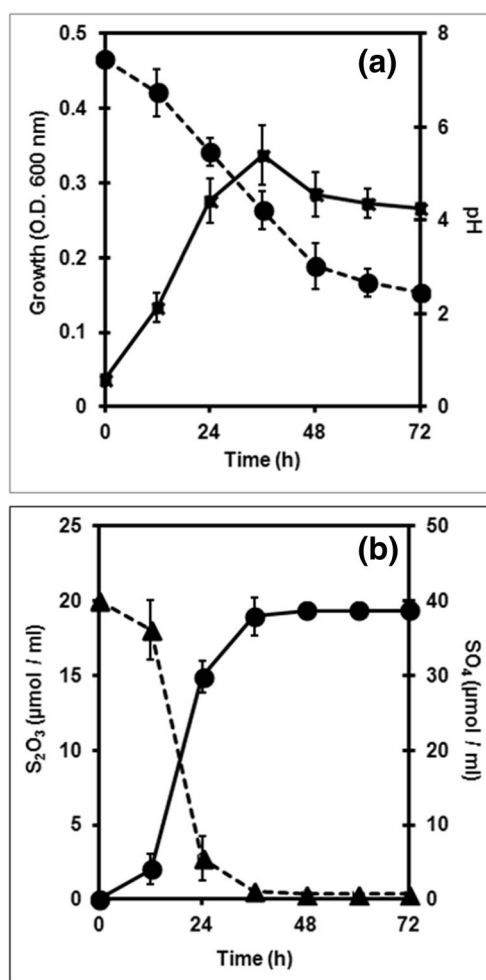 (a)
0.5
0.4
0.3
0.2
0.1
0
Growth (O.D. 600 nm)
8
6
4
2
0
pH
0 24 48 72
Time (h)
(b)
25
20
15
10
5
0
S₂O₃ (μmol / ml)
50
40
30
20
10
0
SO₄ (μmol / ml)
0 24 48 72
Time (h)